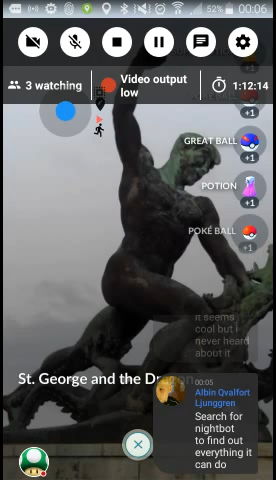 52% 00:06
3 watching
Video output
low
1:12:14
+1
GREAT BALL
+1
POTION
+1
POKÉ BALL
+1
it seems
cool but i
never heard
about it
St. George and the Dragon
00:05
Albin Qvalfort
Ljunggren
Search for
nightbot
to find out
everything it
can do